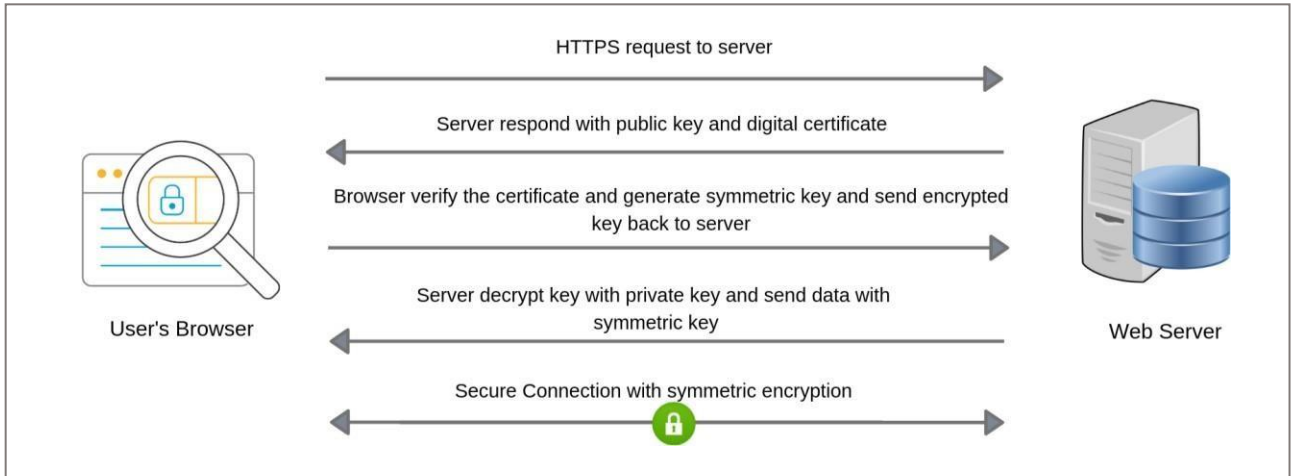 HTTPS request to server
Server respond with public key and digital certificate
Browser verify the certificate and generate symmetric key and send encrypted
key back to server
Server decrypt key with private key and send data with
symmetric key
User's Browser
Web Server
Secure Connection with symmetric encryption